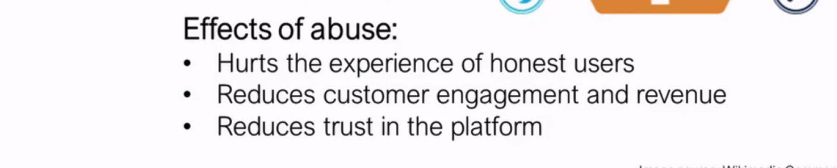 Effects of abuse:
• Hurts the experience of honest users
• Reduces customer engagement and revenue
• Reduces trust in the platform